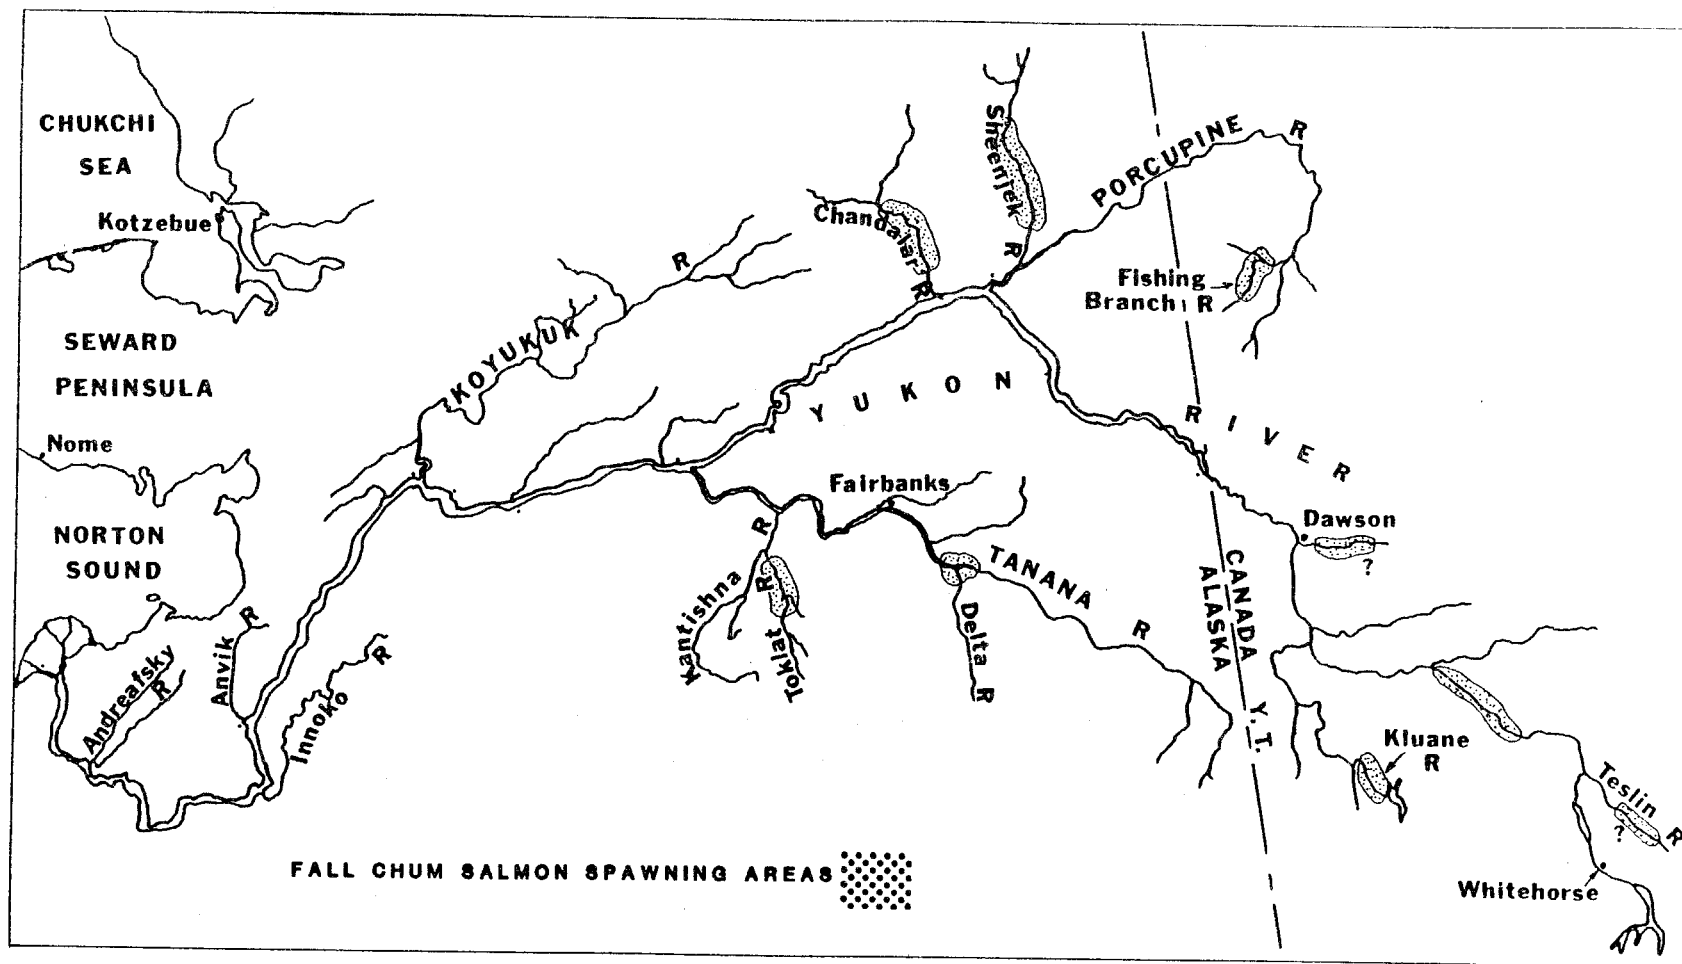 CHUKCHI
SEA
Kotzebue
SEWARD
PENINSULA
Nome
NORTON
SOUND
Andreafsky
R
Anvik
R
Innoko
R
KOYUKUK
R
Chandalar
R
Sheenjek
R
PORCUPINE
R
Fishing
Branch R
YUKON
RIVER
Fairbanks
Kantishna
R
Toklat
R
Delta
R
TANANA
R
CANADA
ALASKA
Y.T.
Dawson
?
Kluane
R
Teslin
R
?
Whitehorse
FALL CHUM SALMON SPAWNING AREAS